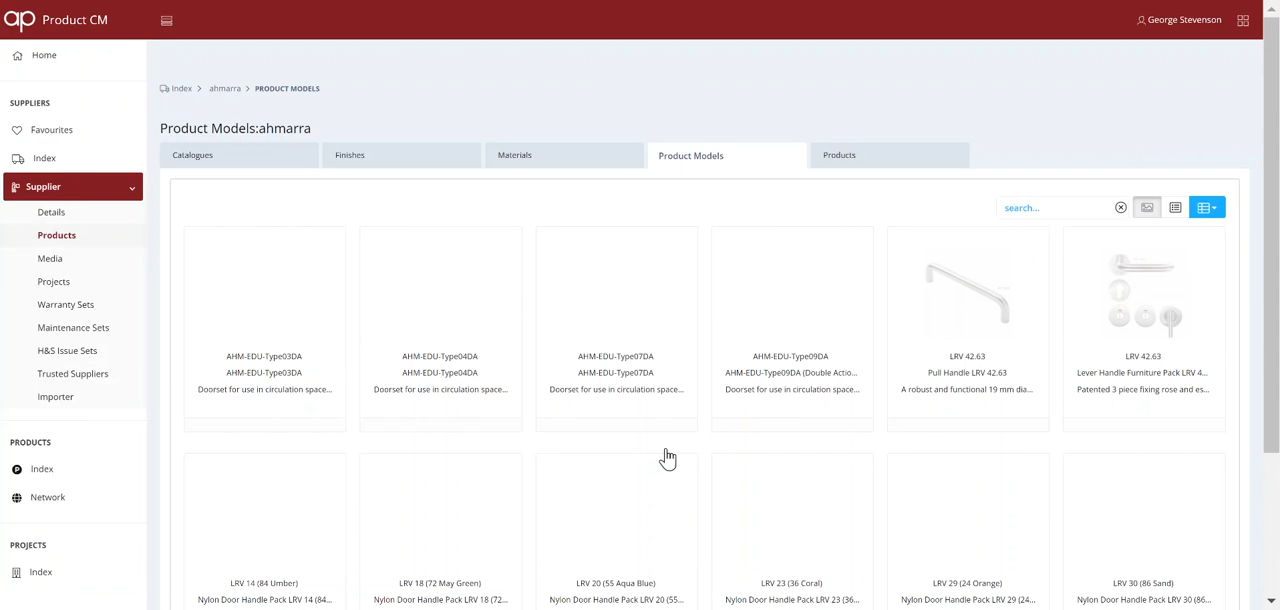 ap Product CM
George Stevenson
Home
SUPPLIERS
Favourites
Index
Supplier
Details
Products
Media
Projects
Warranty Sets
Maintenance Sets
H&S Issue Sets
Trusted Suppliers
Importer
PRODUCTS
Index
Network
PROJECTS
Index
Index > ahmarra > PRODUCT MODELS
Product Models:ahmarra
Catalogues Finishes Materials Product Models Products
search...
AHM-EDU-Type03DA AHM-EDU-Type04DA AHM-EDU-Type07DA AHM-EDU-Type09DA LRV 42.63 LRV 42.63
AHM-EDU-Type03DA AHM-EDU-Type04DA AHM-EDU-Type07DA AHM-EDU-Type09DA (Double Actio... Pull Handle LRV 42.63 Lever Handle Furniture Pack LRV 4...
Doorset for use in circulation space... Doorset for use in circulation space... Doorset for use in circulation space... Doorset for use in circulation space... A robust and functional 19 mm dia... Patented 3 piece fixing rose and es...
LRV 14 (84 Umber) LRV 18 (72 May Green) LRV 20 (55 Aqua Blue) LRV 23 (36 Coral) LRV 29 (24 Orange) LRV 30 (86 Sand)
Nylon Door Handle Pack LRV 14 (84... Nylon Door Handle Pack LRV 18 (72... Nylon Door Handle Pack LRV 20 (55... Nylon Door Handle Pack LRV 23 (36... Nylon Door Handle Pack LRV 29 (24... Nylon Door Handle Pack LRV 30 (86...